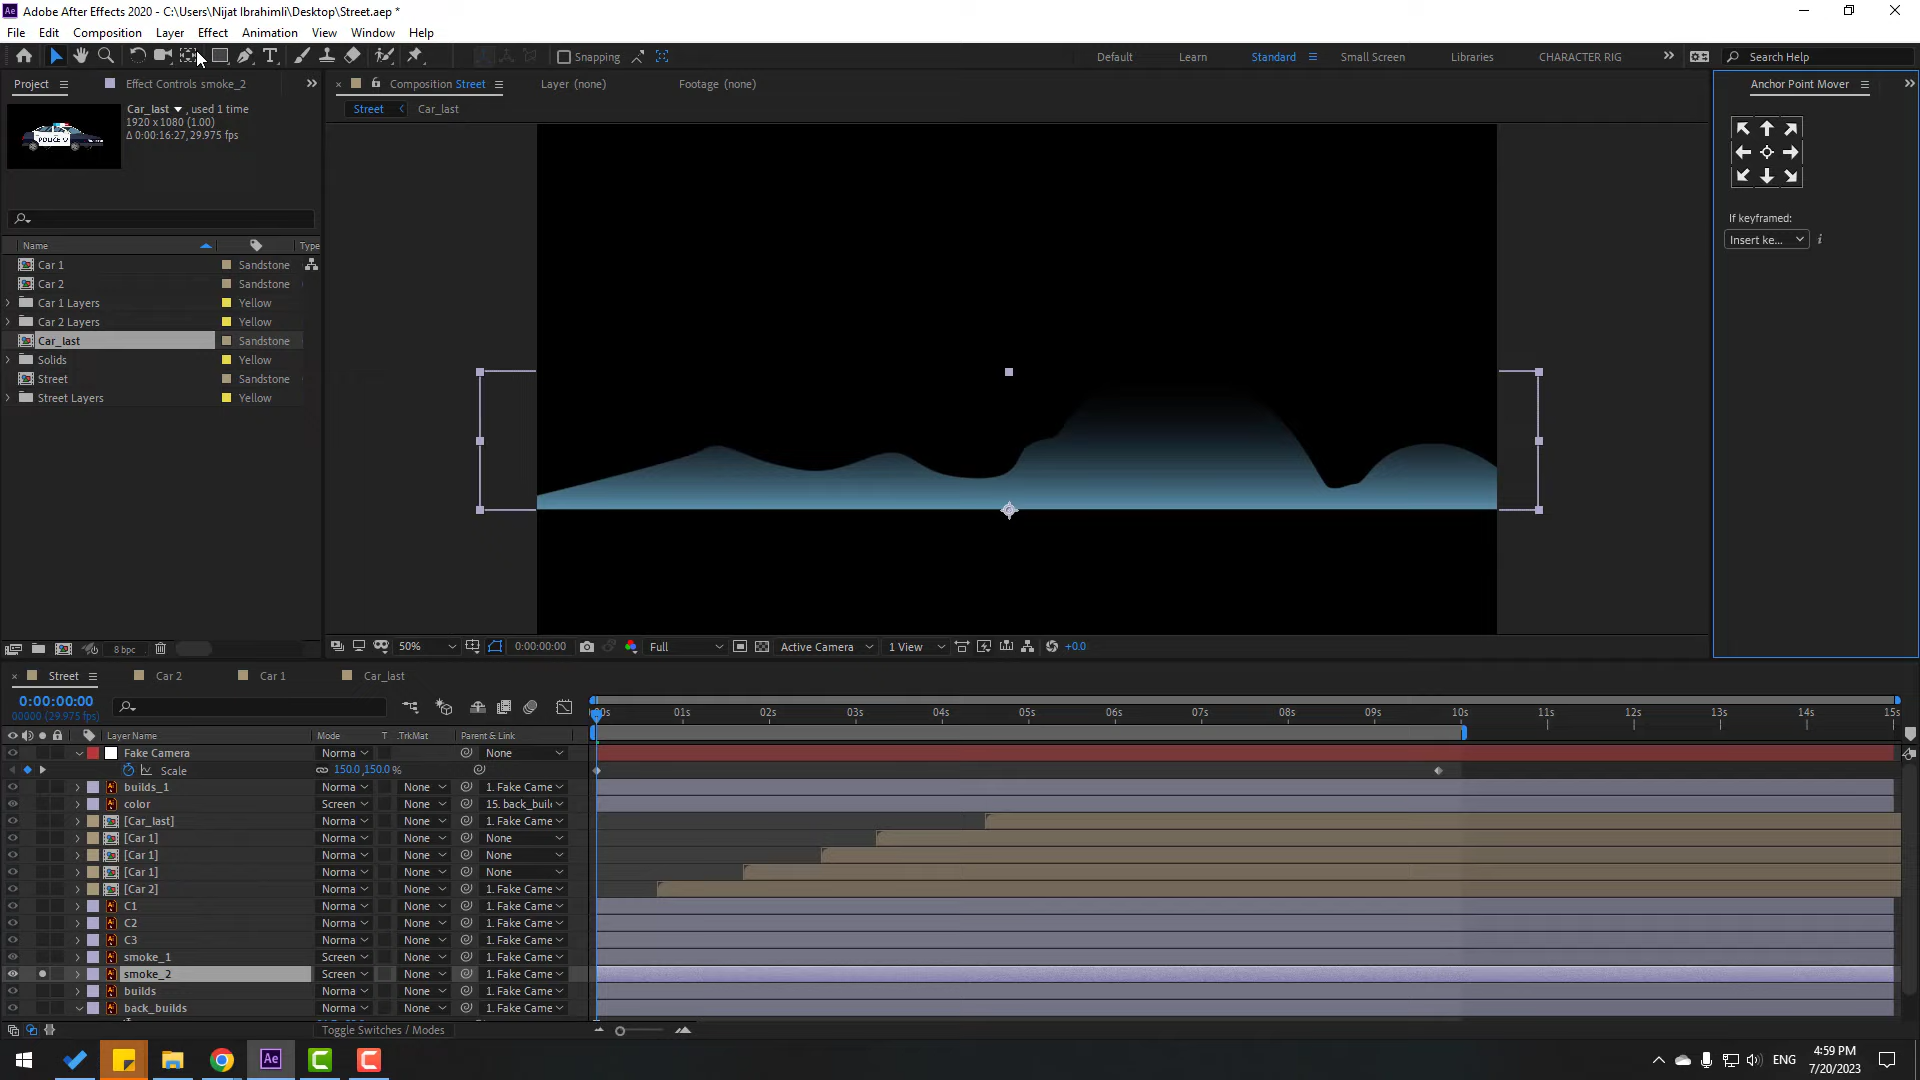 Adobe After Effects 2020 - C:\Users\Nijat Ibrahimli\Desktop\Street.aep *
File Edit Composition Layer Effect Animation View Window Help
Snapping Default Learn Standard Small Screen Libraries CHARACTER RIG Search Help
Project Effect Controls smoke_2 Composition Street Layer (none) Footage (none) Anchor Point Mover
Car_last , used 1 time
1920 x 1080 (1.00)
Δ 0:00:16:27, 29.975 fps
POLICE
Street Car_last
If keyframed:
Insert ke...
Name Type
Car 1 Sandstone
Car 2 Sandstone
Car 1 Layers Yellow
Car 2 Layers Yellow
Car_last Sandstone
Solids Yellow
Street Sandstone
Street Layers Yellow
8 bpc
50% 0:00:00:00 Full Active Camera 1 View +0.0
Street Car 2 Car 1 Car_last
0:00:00:00
00000 (29.975 fps)
:00s 01s 02s 03s 04s 05s 06s 07s 08s 09s 10s 11s 12s 13s 14s 15s
Layer Name Mode T .TrkMat Parent & Link
Fake Camera Norma None
Scale 150.0,150.0 %
builds_1 Norma None 1. Fake Came
color Screen None 15. back_buil
[Car_last] Norma None 1. Fake Came
[Car 1] Norma None None
[Car 1] Norma None None
[Car 1] Norma None None
[Car 2] Norma None 1. Fake Came
C1 Norma None 1. Fake Came
C2 Norma None 1. Fake Came
C3 Norma None 1. Fake Came
smoke_1 Screen None 1. Fake Came
smoke_2 Screen None 1. Fake Came
builds Norma None 1. Fake Came
back_builds Norma None 1. Fake Came
Toggle Switches / Modes
Ae
ENG
4:59 PM
7/20/2023